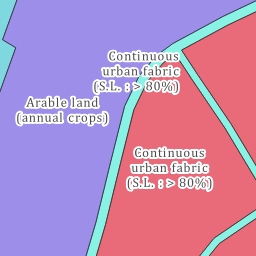 Continuous
urban fabric
(S.L. : > 80%)
Arable land
(annual crops)
Continuous
urban fabric
(S.L. : > 80%)